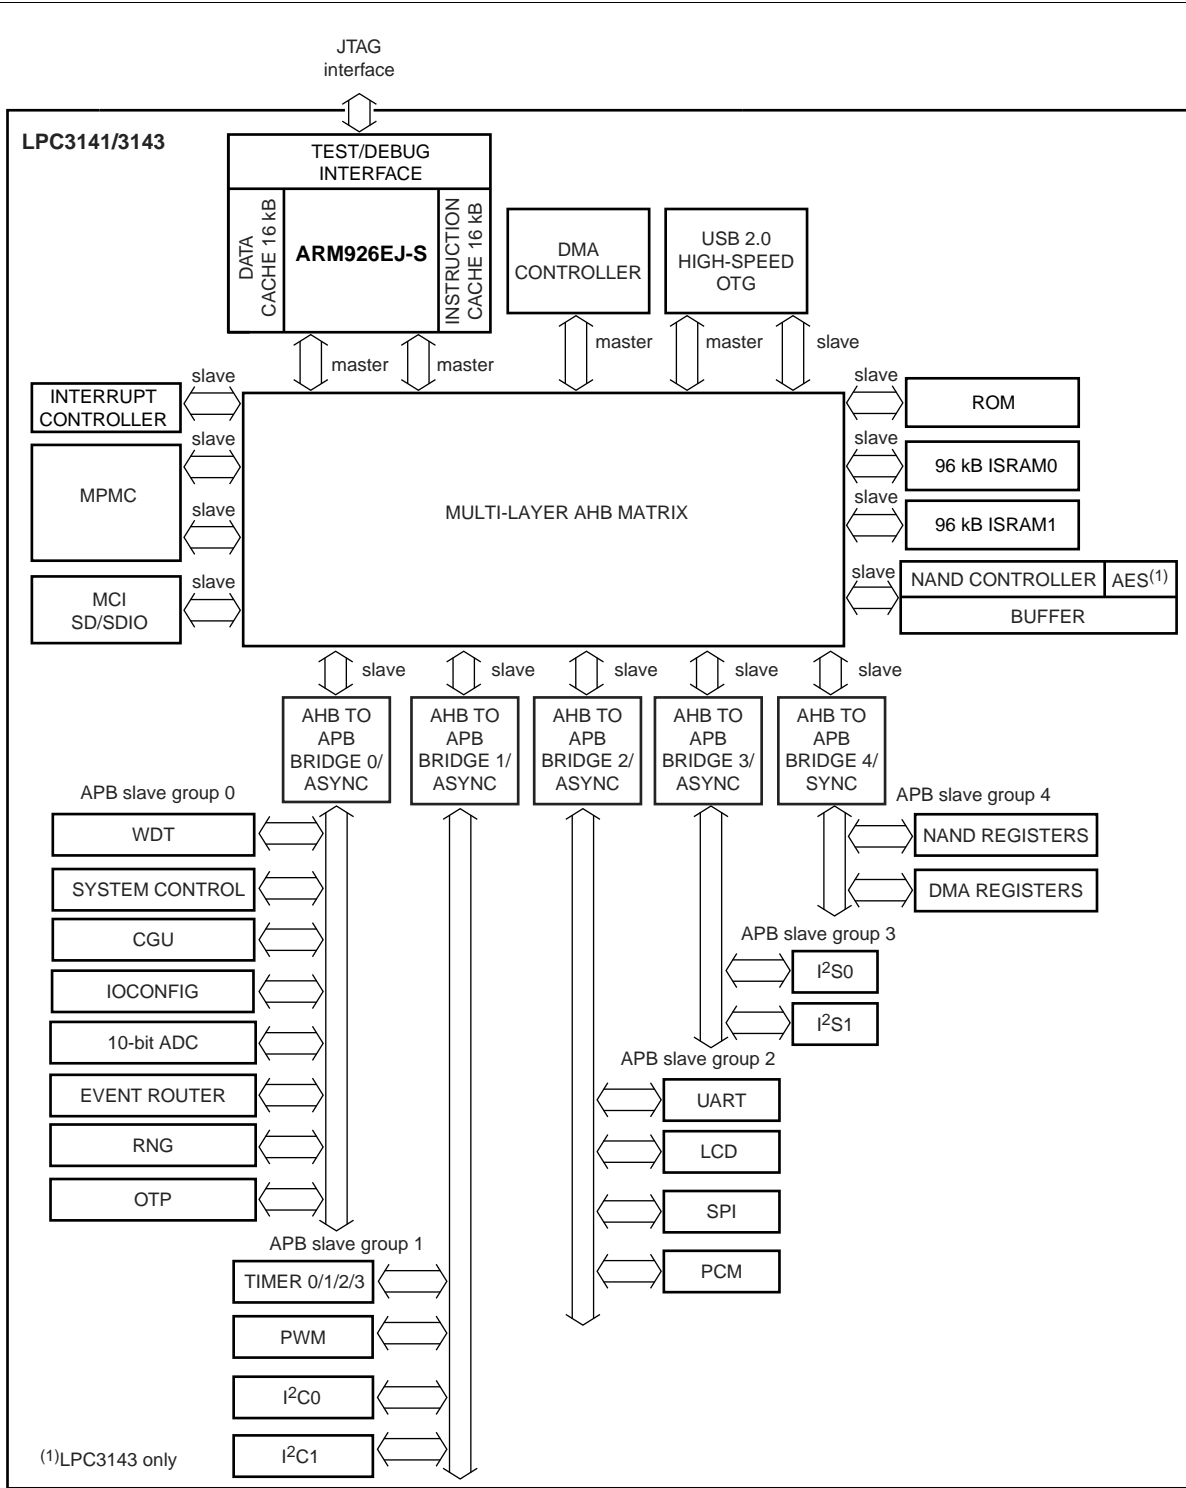 JTAG
interface
LPC3141/3143
TEST/DEBUG
INTERFACE
DATA
CACHE 16 kB
ARM926EJ-S
INSTRUCTION
CACHE 16 kB
DMA
CONTROLLER
USB 2.0
HIGH-SPEED
OTG
master
master
master
master
slave
slave
INTERRUPT
CONTROLLER
slave
MPMC
slave
slave
MCI
SD/SDIO
MULTI-LAYER AHB MATRIX
slave
ROM
slave
96 kB ISRAM0
slave
96 kB ISRAM1
slave
NAND CONTROLLER
AES(1)
BUFFER
slave
slave
slave
slave
slave
AHB TO
APB
BRIDGE 0/
ASYNC
AHB TO
APB
BRIDGE 1/
ASYNC
AHB TO
APB
BRIDGE 2/
ASYNC
AHB TO
APB
BRIDGE 3/
ASYNC
AHB TO
APB
BRIDGE 4/
SYNC
APB slave group 0
WDT
SYSTEM CONTROL
CGU
IOCONFIG
10-bit ADC
EVENT ROUTER
RNG
OTP
APB slave group 4
NAND REGISTERS
DMA REGISTERS
APB slave group 3
I2S0
I2S1
APB slave group 2
UART
LCD
SPI
PCM
APB slave group 1
TIMER 0/1/2/3
PWM
I2C0
I2C1
(1)LPC3143 only